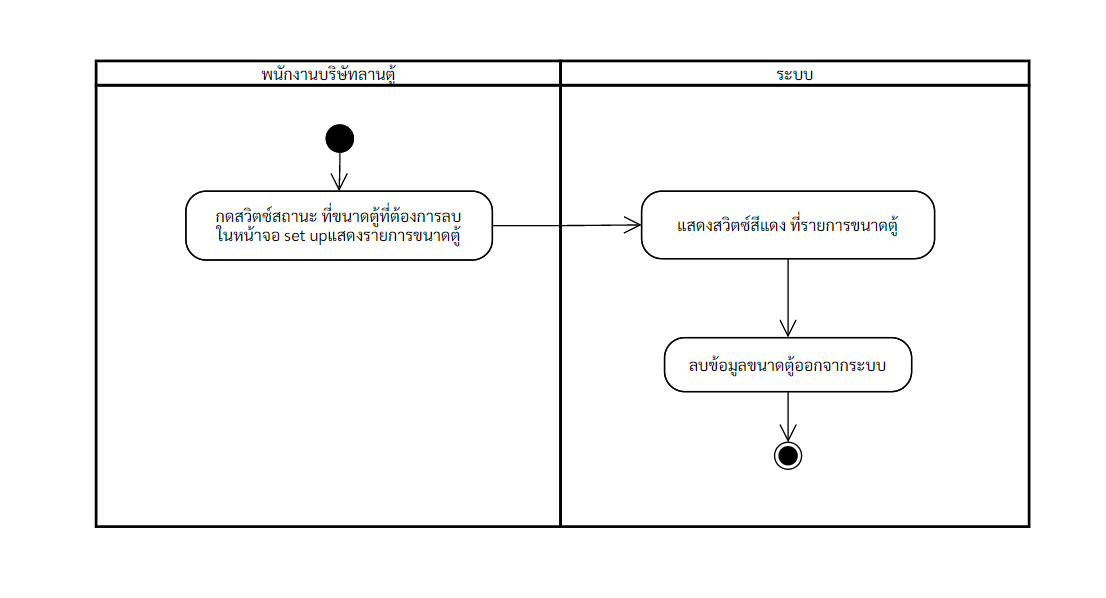 พนักงานบริษัทลานตู้
ระบบ
กดสวิตซ์สถานะ ที่ขนาดตู้ที่ต้องการลบ
ในหน้าจอ set upแสดงรายการขนาดตู้
แสดงสวิตซ์สีแดง ที่รายการขนาดตู้
ลบข้อมูลขนาดตู้ออกจากระบบ